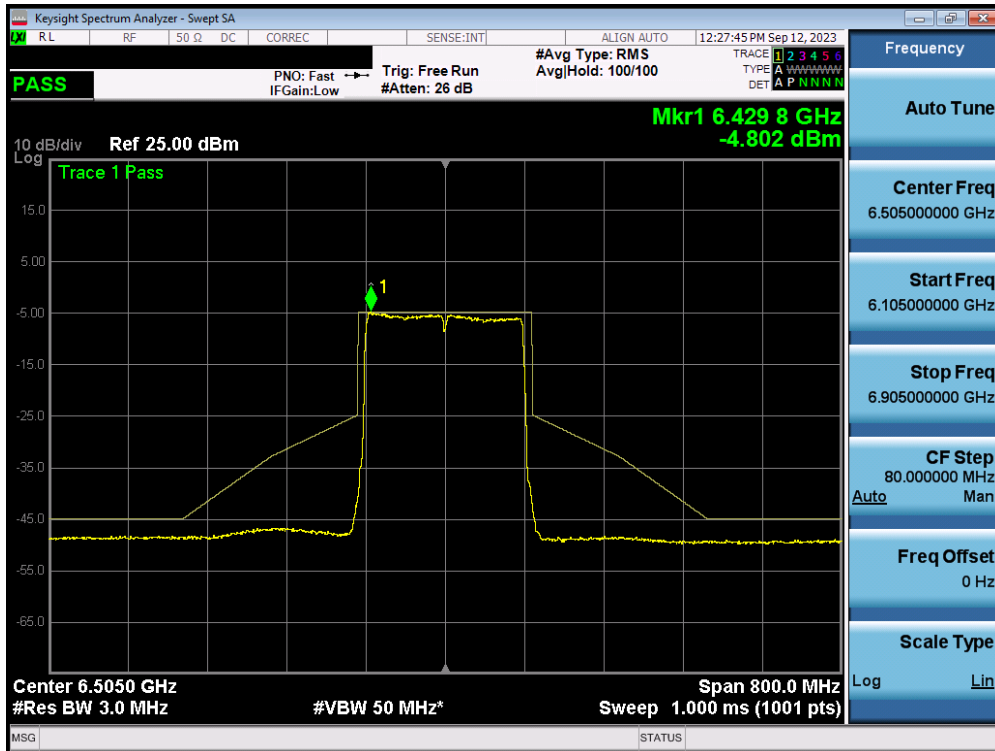 Keysight Spectrum Analyzer - Swept SA
LXI RL RF 50 Ω DC CORREC SENSE:INT ALIGN AUTO 12:27:45 PM Sep 12, 2023
PASS
PNO: Fast
IFGain:Low
Trig: Free Run
#Atten: 26 dB
#Avg Type: RMS
Avg|Hold: 100/100
TRACE 1 2 3 4 5 6
TYPE A WWWWW
DET A P N N N N
Mkr1 6.429 8 GHz
-4.802 dBm
10 dB/div Ref 25.00 dBm
Log
Trace 1 Pass
15.0
5.00
1
-5.00
-15.0
-25.0
-35.0
-45.0
-55.0
-65.0
Center 6.5050 GHz Span 800.0 MHz
#Res BW 3.0 MHz #VBW 50 MHz* Sweep 1.000 ms (1001 pts)
MSG STATUS
Frequency
Auto Tune
Center Freq
6.505000000 GHz
Start Freq
6.105000000 GHz
Stop Freq
6.905000000 GHz
CF Step
80.000000 MHz
Auto Man
Freq Offset
0 Hz
Scale Type
Log Lin